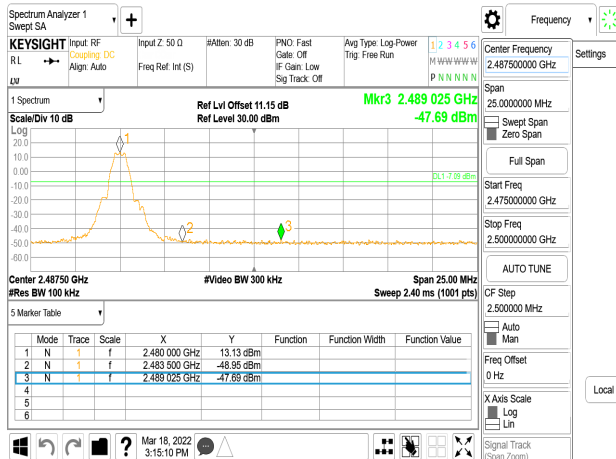 Spectrum Analyzer 1
Swept SA
+
Frequency
KEYSIGHT
RL
Input: RF
Coupling: DC
Align: Auto
Input Z: 50 Ω
Freq Ref: Int (S)
#Atten: 30 dB
PNO: Fast
Gate: Off
IF Gain: Low
Sig Track: Off
Avg Type: Log-Power
Trig: Free Run
1 2 3 4 5 6
M W W W W W
P N N N N N
1 Spectrum
Scale/Div 10 dB
Ref Lvl Offset 11.15 dB
Ref Level 30.00 dBm
Mkr3 2.489 025 GHz
-47.69 dBm
Log
20.0
10.0
0.00
-10.0
-20.0
-30.0
-40.0
-50.0
-60.0
1
2
3
DL1 -7.09 dBm
Center 2.48750 GHz
#Res BW 100 kHz
#Video BW 300 kHz
Span 25.00 MHz
Sweep 2.40 ms (1001 pts)
5 Marker Table
Mode Trace Scale X Y Function Function Width Function Value
1 N 1 f 2.480 000 GHz 13.13 dBm
2 N 1 f 2.483 500 GHz -48.95 dBm
3 N 1 f 2.489 025 GHz -47.69 dBm
4
5
6
?
Mar 18, 2022
3:15:10 PM
Center Frequency
2.487500000 GHz
Settings
Span
25.0000000 MHz
Swept Span
Zero Span
Full Span
Start Freq
2.475000000 GHz
Stop Freq
2.500000000 GHz
AUTO TUNE
CF Step
2.500000 MHz
Auto
Man
Freq Offset
0 Hz
X Axis Scale
Log
Lin
Local
Signal Track
(Span Zoom)